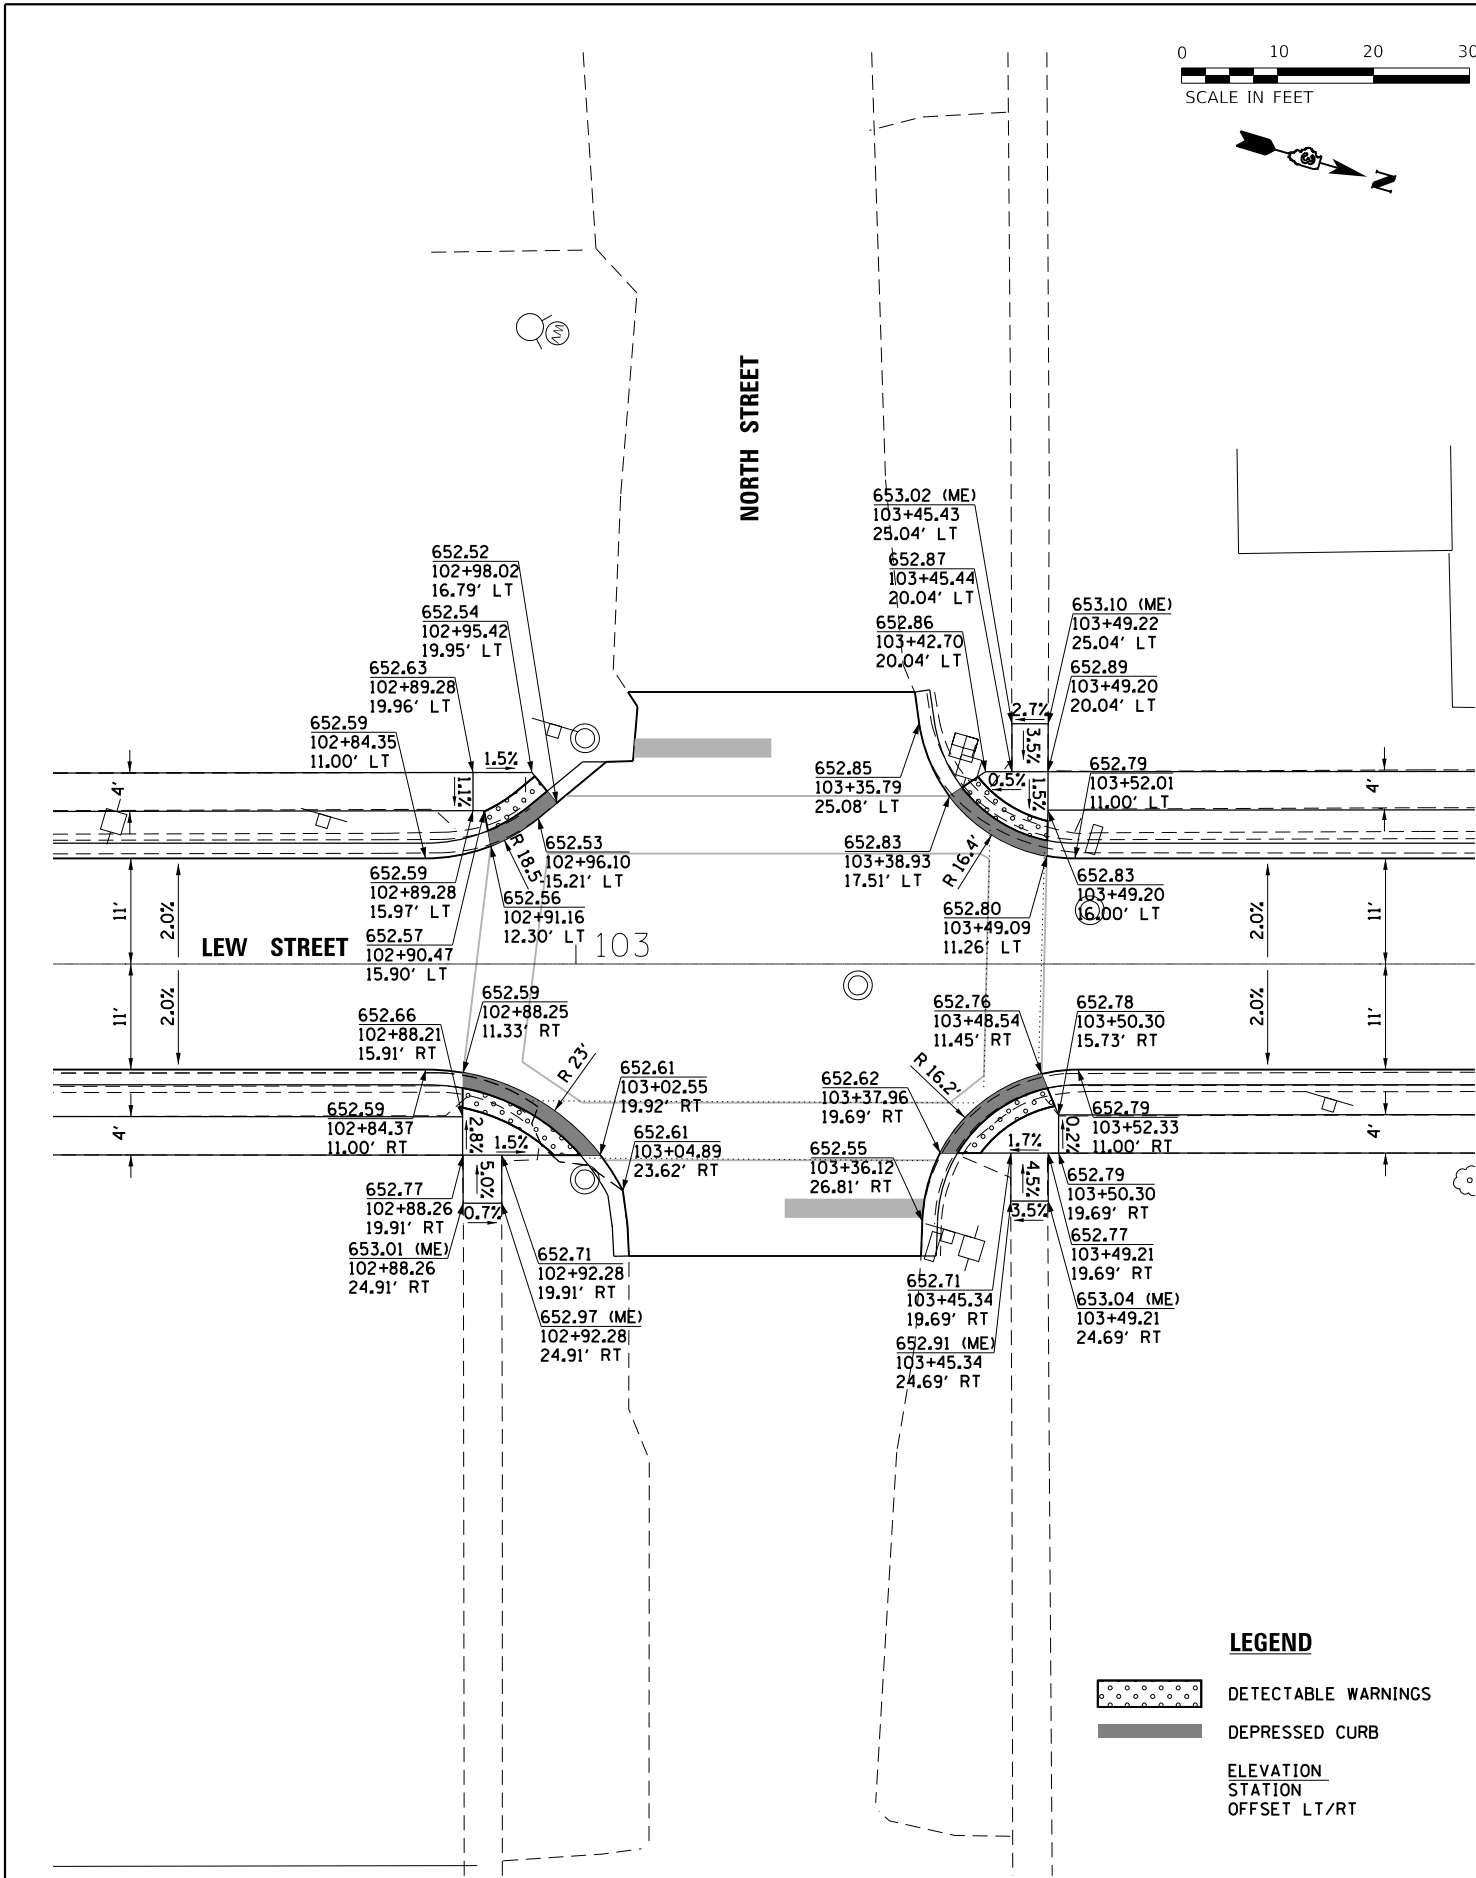 0 10 20 30
SCALE IN FEET
3
N
NORTH STREET
653.02 (ME)
103+45.43
25.04' LT
652.52
102+98.02
16.79' LT
652.87
103+45.44
20.04' LT
652.54
102+95.42
19.95' LT
652.86
103+42.70
20.04' LT
653.10 (ME)
103+49.22
25.04' LT
652.63
102+89.28
19.96' LT
652.89
103+49.20
20.04' LT
652.59
102+84.35
11.00' LT
2.7%
3.5%
1.5%
1.1%
4'
652.85
103+35.79
25.08' LT
0.5%
1.5%
652.79
103+52.01
11.00' LT
4'
R 18.5'
652.53
102+96.10
15.21' LT
652.83
103+38.93
17.51' LT
R 16.4'
652.59
102+89.28
15.97' LT
652.56
102+91.16
12.30' LT
652.83
103+49.20
16.00' LT
652.80
103+49.09
11.26' LT
652.57
102+90.47
15.90' LT
11'
2.0%
LEW STREET
103
2.0%
11'
11'
2.0%
652.59
102+88.25
11.33' RT
652.66
102+88.21
15.91' RT
652.76
103+48.54
11.45' RT
652.78
103+50.30
15.73' RT
2.0%
11'
R 23'
652.61
103+02.55
19.92' RT
652.62
103+37.96
19.69' RT
R 16.2'
652.59
102+84.37
11.00' RT
652.79
103+52.33
11.00' RT
4'
2.8%
1.5%
652.61
103+04.89
23.62' RT
652.55
103+36.12
26.81' RT
1.7%
0.2%
4'
5.0%
0.7%
4.5%
3.5%
652.77
102+88.26
19.91' RT
652.79
103+50.30
19.69' RT
653.01 (ME)
102+88.26
24.91' RT
652.71
102+92.28
19.91' RT
652.77
103+49.21
19.69' RT
652.71
103+45.34
19.69' RT
653.04 (ME)
103+49.21
24.69' RT
652.97 (ME)
102+92.28
24.91' RT
652.91 (ME)
103+45.34
24.69' RT
LEGEND
DETECTABLE WARNINGS
DEPRESSED CURB
ELEVATION
STATION
OFFSET LT/RT